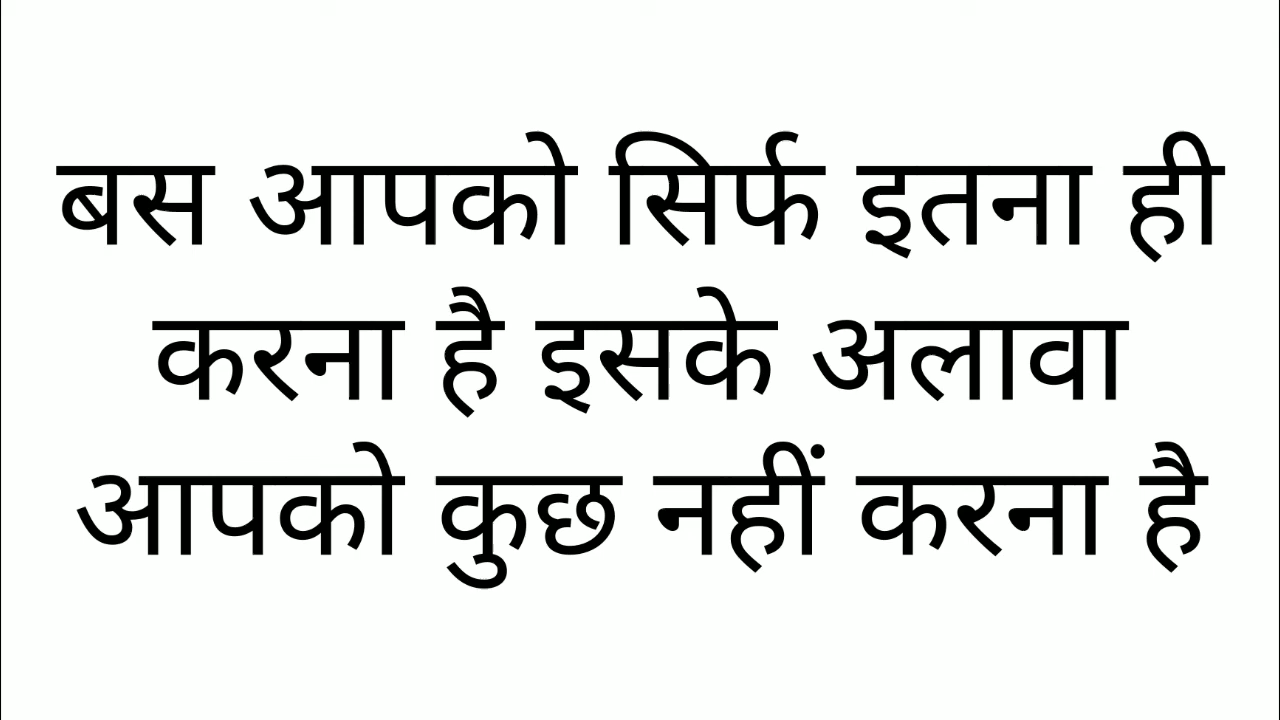 बस आपको सिर्फ इतना ही
करना है इसके अलावा
आपको कुछ नहीं करना है